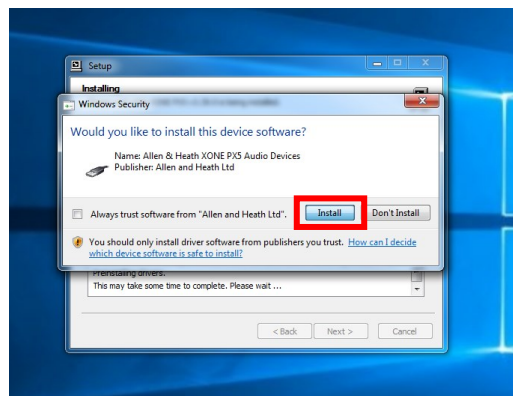 Setup
Installing
Windows Security
is being installed.
Would you like to install this device software?
Name: Allen & Heath XONE PX5 Audio Devices
Publisher: Allen and Heath Ltd
Always trust software from "Allen and Heath Ltd".
Install
Don't Install
You should only install driver software from publishers you trust. How can I decide
which device software is safe to install?
Preinstalling drivers.
This may take some time to complete. Please wait ...
< Back
Next >
Cancel